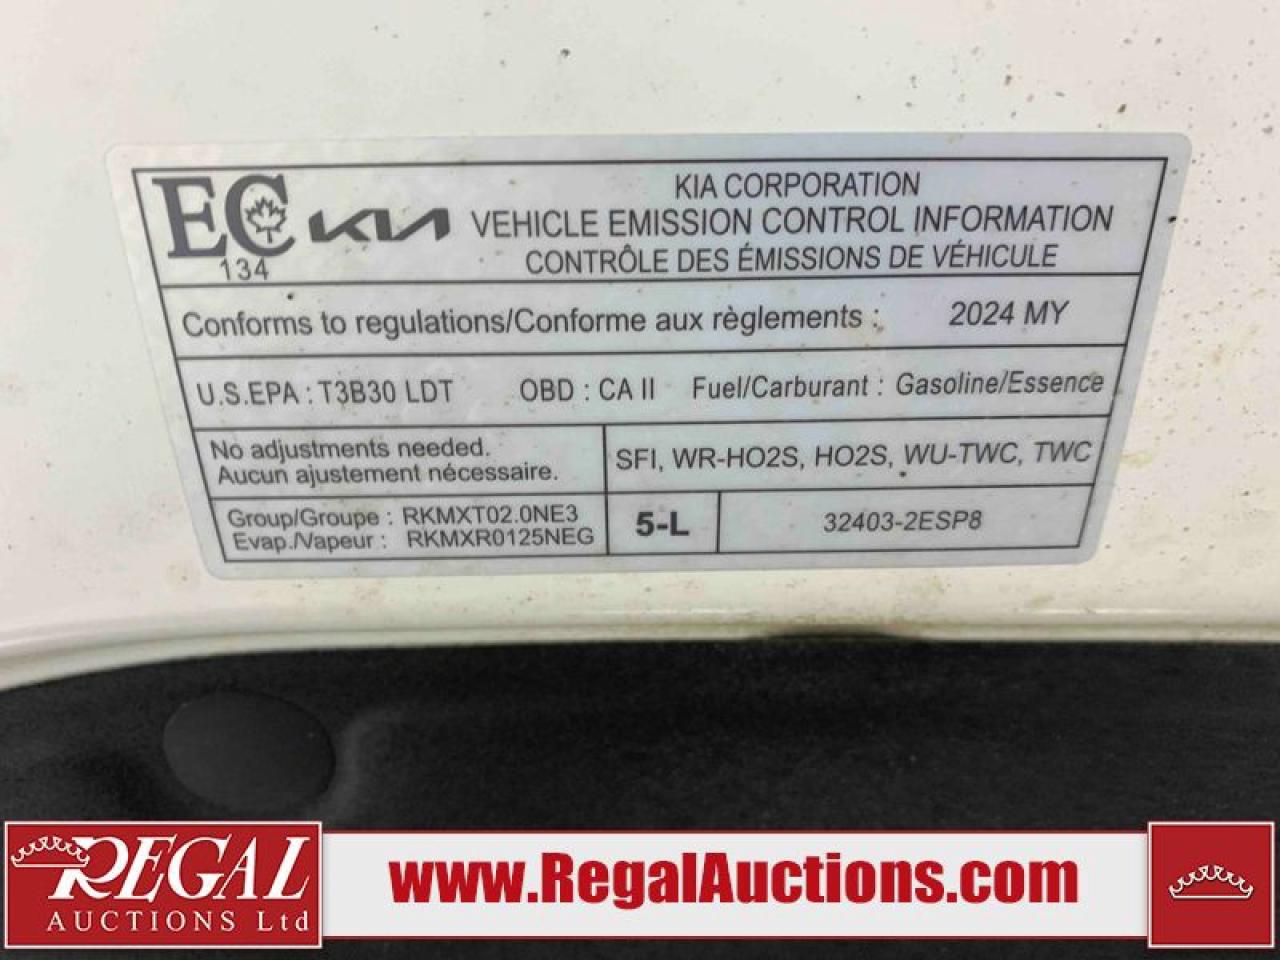 EC KIA KIA CORPORATION
VEHICLE EMISSION CONTROL INFORMATION
134 CONTRÔLE DES ÉMISSIONS DE VÉHICULE
Conforms to regulations/Conforme aux règlements : 2024 MY
U.S.EPA : T3B30 LDT OBD : CA II Fuel/Carburant : Gasoline/Essence
No adjustments needed.
Aucun ajustement nécessaire.
SFI, WR-HO2S, HO2S, WU-TWC, TWC
Group/Groupe : RKMXT02.0NE3
Evap./Vapeur : RKMXR0125NEG
5-L
32403-2ESP8
REGAL
AUCTIONS Ltd
www.RegalAuctions.com